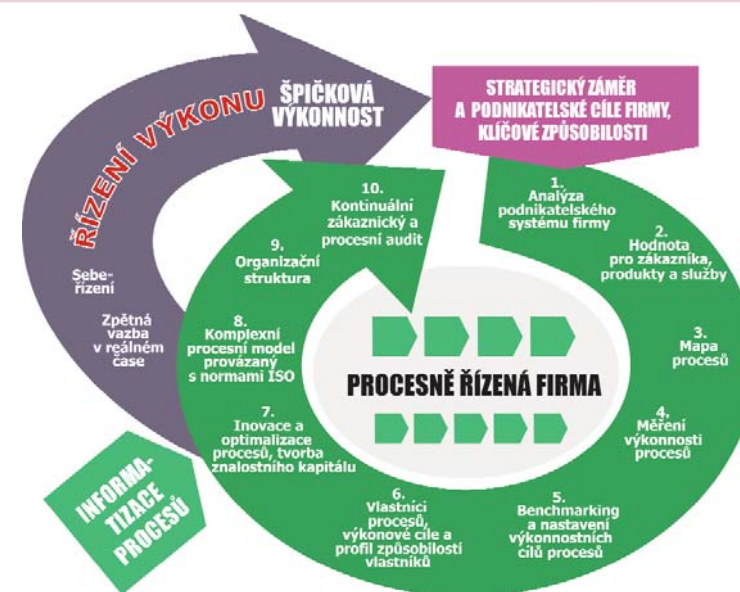 ŘÍZENÍ VÝKONU
ŠPIČKOVÁ
VÝKONNOST
STRATEGICKÝ ZÁMĚR
A PODNIKATELSKÉ CÍLE FIRMY,
KLÍČOVÉ ZPŮSOBILOSTI
1.
Analýza
podnikatelského
systému firmy
2.
Hodnota
pro zákazníka,
produkty a služby
3.
Mapa
procesů
4.
Měření
výkonnosti
procesů
5.
Benchmarking
a nastavení
výkonnostních
cílů procesů
6.
Vlastníci
procesů,
výkonové cíle a
profil způsobilosti
vlastníků
7.
Inovace a
optimalizace
procesů, tvorba
znalostního kapitálu
8.
Komplexní
procesní model
provázaný
s normami ISO
9.
Organizační
struktura
10.
Kontinuální
zákaznický a
procesní audit
PROCESNĚ ŘÍZENÁ FIRMA
Sebe-
řízení
Zpětná
vazba
v reálném
čase
INFORMA-
TIZACE
PROCESŮ